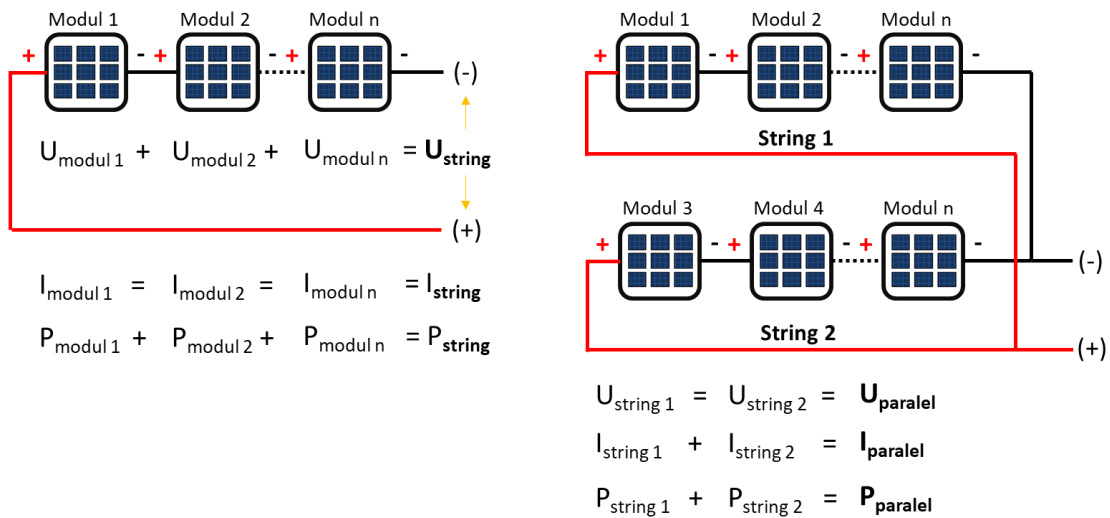 Modul 1 Modul 2 Modul n
+ - + - + -
(-)
U modul 1 + U modul 2 + U modul n = U string
(+)
I modul 1 = I modul 2 = I modul n = I string
P modul 1 + P modul 2 + P modul n = P string
Modul 1 Modul 2 Modul n
+ - + - + -
String 1
Modul 3 Modul 4 Modul n
+ - + - + -
(-)
String 2
(+)
U string 1 = U string 2 = U paralel
I string 1 + I string 2 = I paralel
P string 1 + P string 2 = P paralel